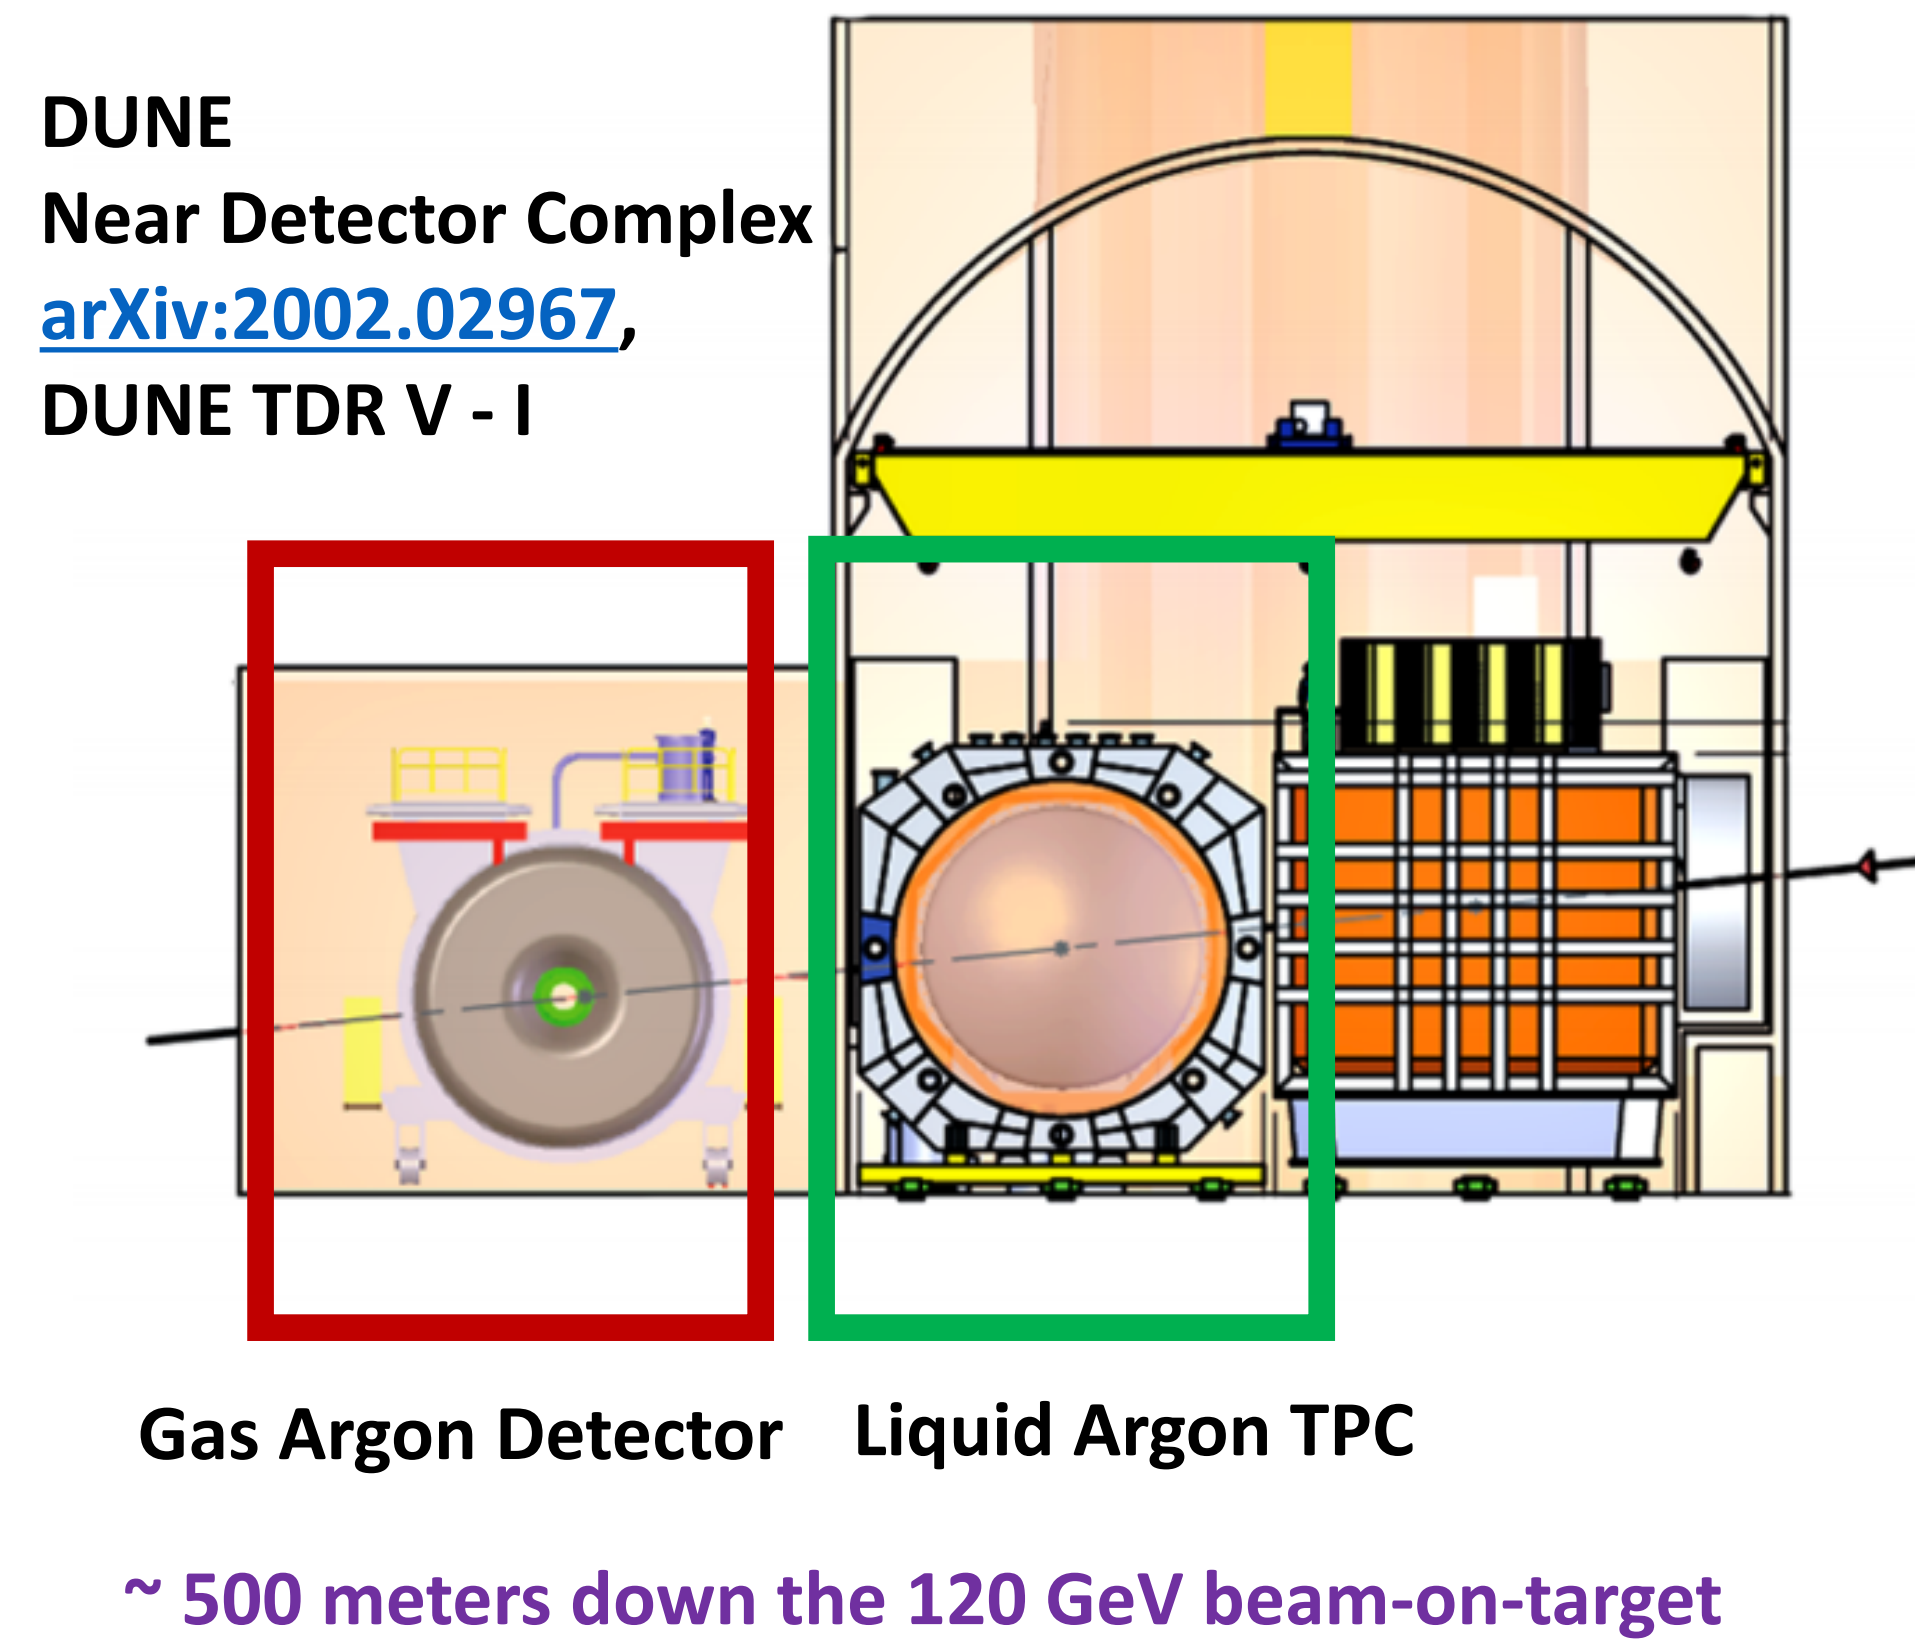 DUNE
Near Detector Complex
arXiv:2002.02967,
DUNE TDR V - I
Gas Argon Detector
Liquid Argon TPC
~ 500 meters down the 120 GeV beam-on-target